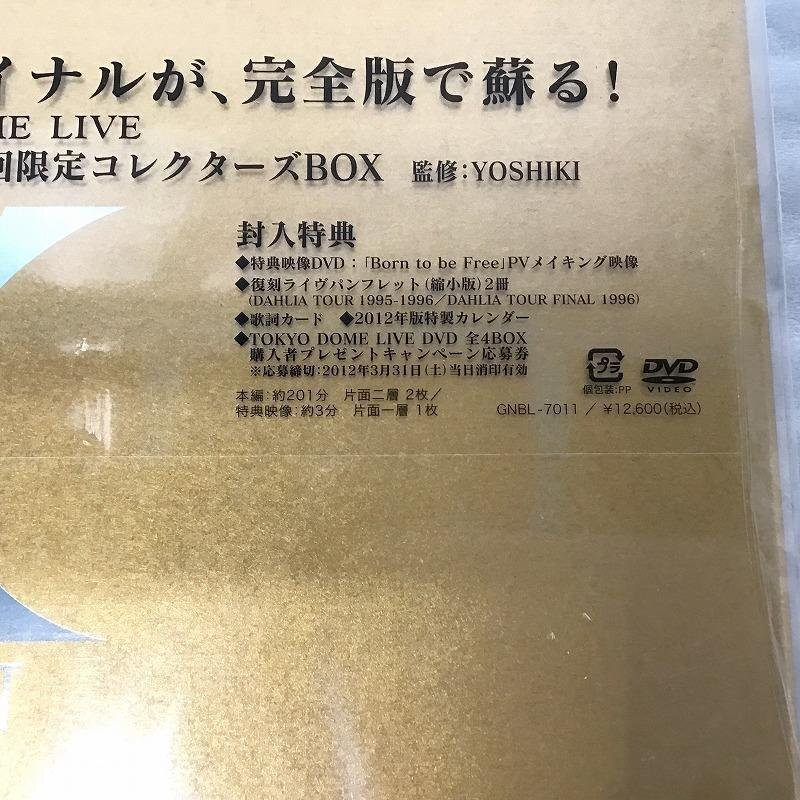 イナルが、完全版で蘇る!
ME LIVE
回限定コレクターズBOX 監修:YOSHIKI
封入特典
◆特典映像DVD:「Born to be Free」PVメイキング映像
◆復刻ライヴパンフレット(縮小版)2冊
(DAHLIA TOUR 1995-1996/DAHLIA TOUR FINAL 1996)
◆歌詞カード ◆2012年版特製カレンダー
◆TOKYO DOME LIVE DVD 全4BOX
購入者プレゼントキャンペーン応募券
※応募締切:2012年3月31日(土)当日消印有効
本編:約201分 片面二層 2枚/
特典映像:約3分 片面一層 1枚
プラ
個包装:PP
DVD
VIDEO
GNBL-7011 / ¥12,600(税込)